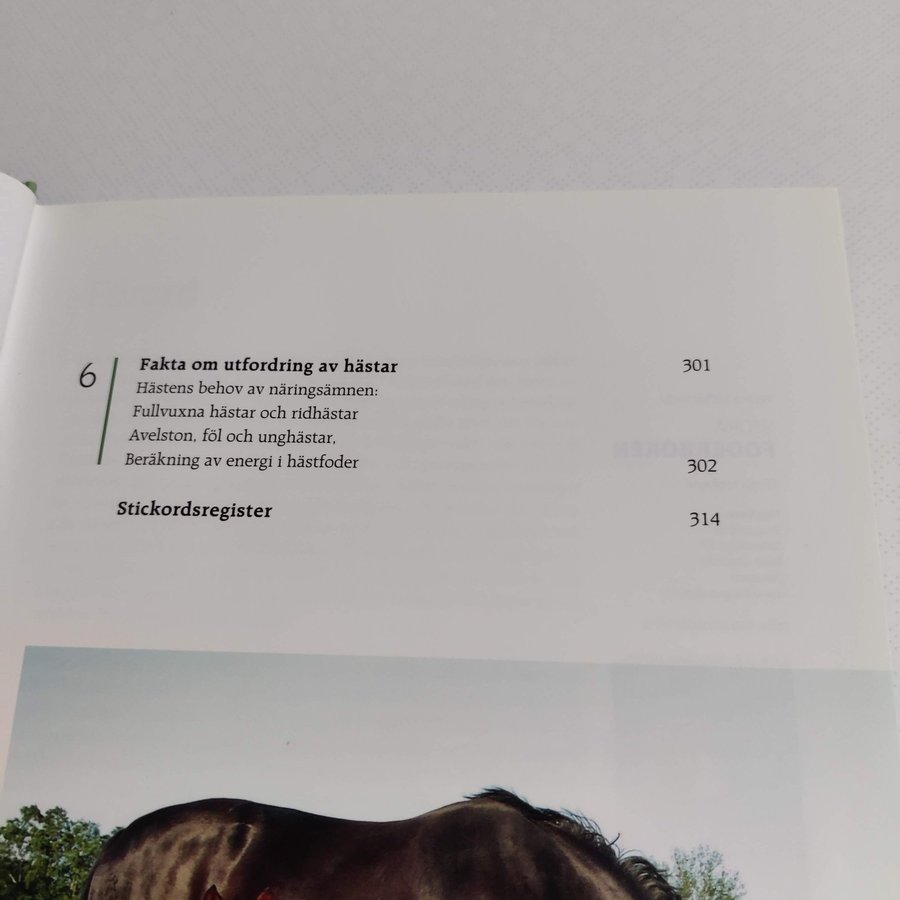 6 Fakta om utfordring av hästar 301
Hästens behov av näringsämnen:
Fullvuxna hästar och ridhästar
Avelston, föl och unghästar,
Beräkning av energi i hästfoder 302
Stickordsregister 314